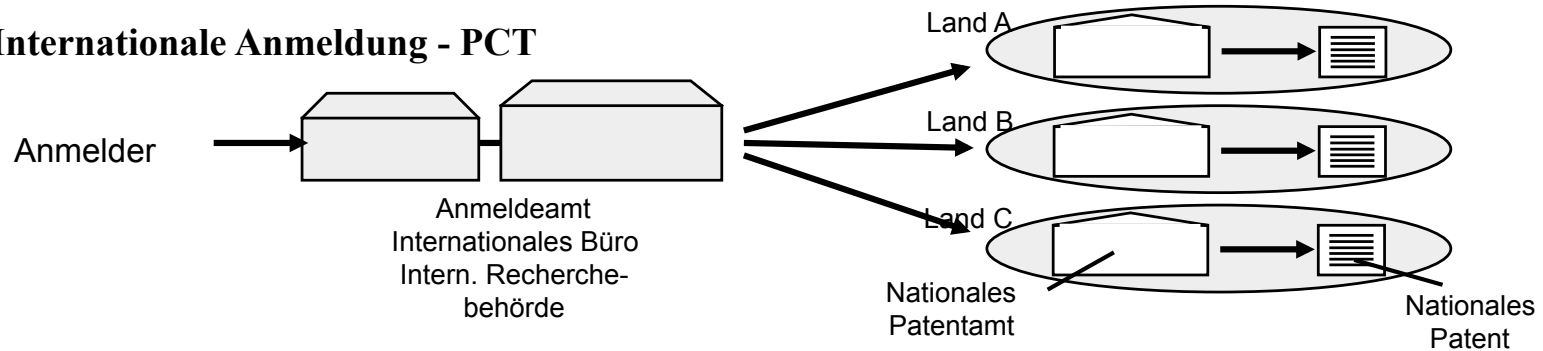 Internationale Anmeldung - PCT
Anmelder
Anmeldeamt
Internationales Büro
Intern. Recherche-
behörde
Land A
Land B
Land C
Nationales
Patentamt
Nationales
Patent